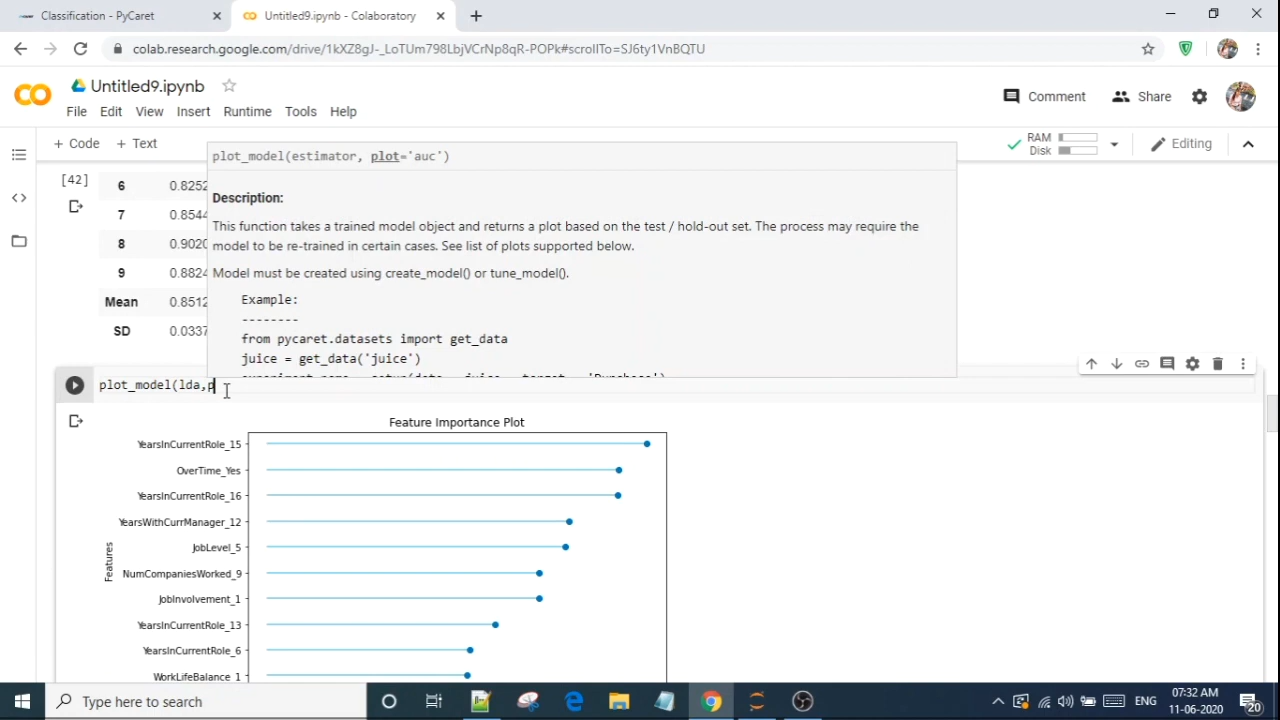 Classification - PyCaret
Untitled9.ipynb - Colaboratory
colab.research.google.com/drive/1kXZ8gJ-_LoTUm798LbjVCrNp8qR-POPk#scrollTo=SJ6ty1VnBQTU
CO
Untitled9.ipynb
File Edit View Insert Runtime Tools Help
Comment Share
+ Code + Text
RAM
Disk
Editing
plot_model(estimator, plot='auc')
[42]
6 0.8252
7 0.8544
8 0.9020
9 0.8824
Mean 0.8512
SD 0.0337
Description:
This function takes a trained model object and returns a plot based on the test / hold-out set. The process may require the
model to be re-trained in certain cases. See list of plots supported below.
Model must be created using create_model() or tune_model().
Example:
--------
from pycaret.datasets import get_data
juice = get_data('juice')
plot_model(lda,p
Feature Importance Plot
YearsInCurrentRole_15
OverTime_Yes
YearsInCurrentRole_16
YearsWithCurrManager_12
JobLevel_5
Features
NumCompaniesWorked_9
JobInvolvement_1
YearsInCurrentRole_13
YearsInCurrentRole_6
WorkLifeBalance_1
Type here to search
ENG
07:32 AM
11-06-2020
20